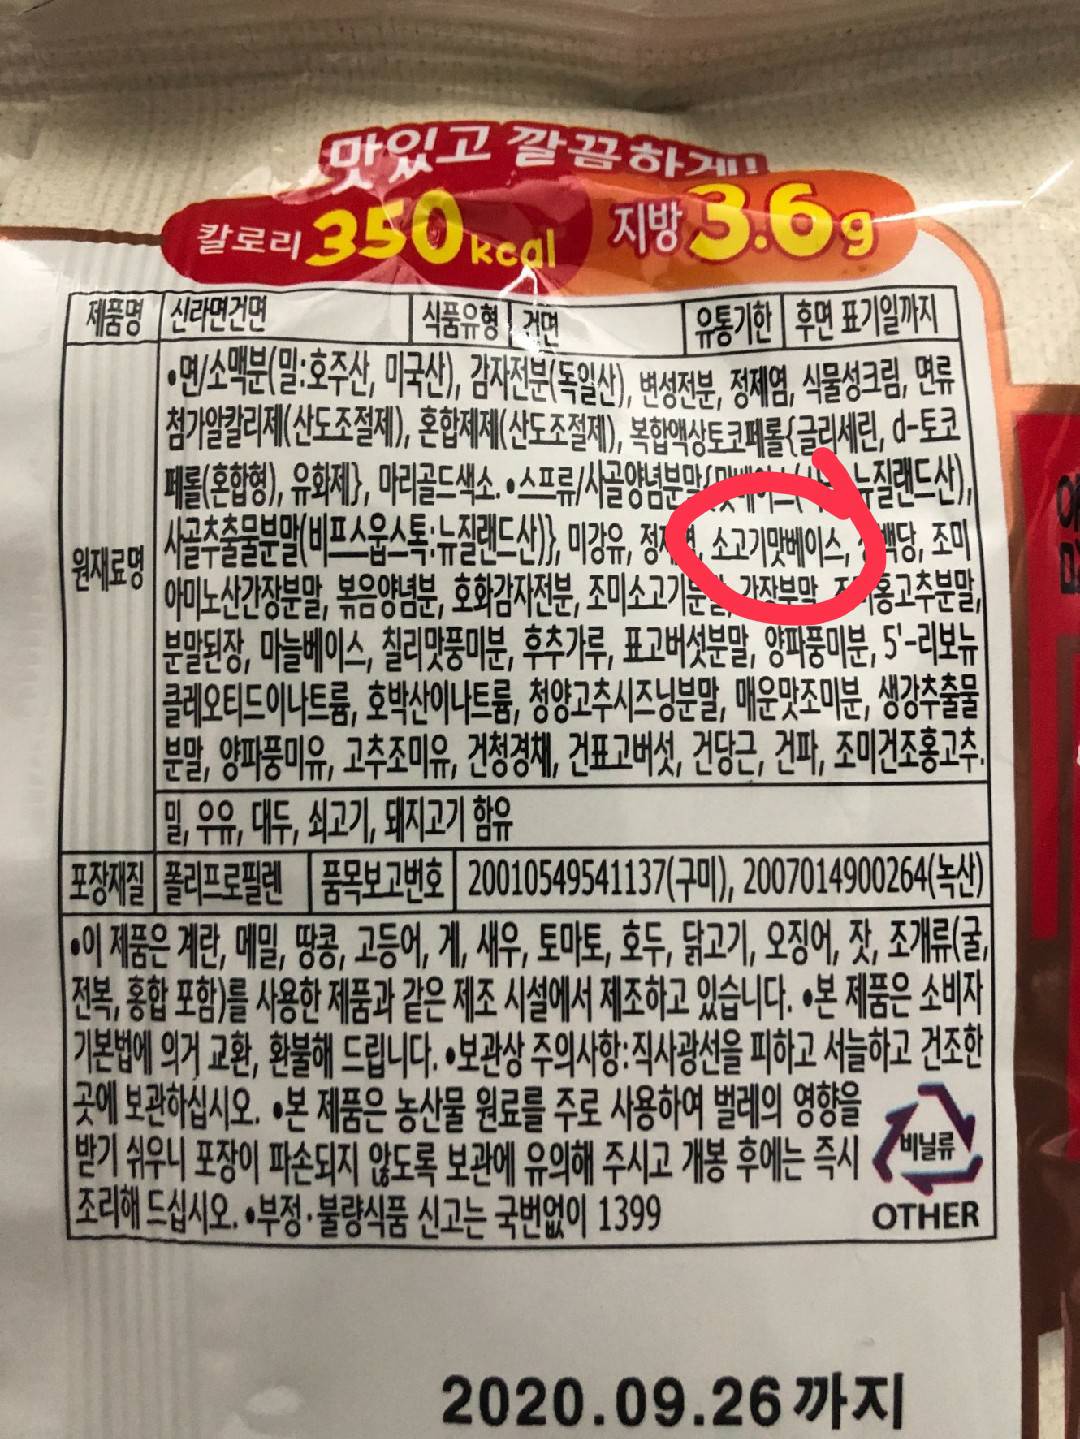 맛있고 깔끔하게!
칼로리 350 kcal 지방 3.6g
제품명 신라면건면 식품유형 건면 유통기한 후면 표기일까지
원재료명
•면/소맥분(밀:호주산, 미국산), 감자전분(독일산), 변성전분, 정제염, 식물성크림, 면류
첨가알칼리제(산도조절제), 혼합제제(산도조절제), 복합액상토코페롤{글리세린, d-토코
페롤(혼합형), 유화제}, 마리골드색소. •스프류/사골양념분말{맛베이스( 뉴질랜드산),
사골추출물분말(비프스웁스톡:뉴질랜드산)}, 미강유, 소고기맛베이스, 조미
아미노산간장분말, 볶음양념분, 호화감자전분, 조미소고기분말, 간장분말, 조미홍고추분말,
분말된장, 마늘베이스, 칠리맛풍미분, 후추가루, 표고버섯분말, 양파풍미분, 5'-리보뉴
클레오티드이나트륨, 호박산이나트륨, 청양고추시즈닝분말, 매운맛조미분, 생강추출물
분말, 양파풍미유, 고추조미유, 건청경채, 건표고버섯, 건당근, 건파, 조미건조홍고추.
밀, 우유, 대두, 쇠고기, 돼지고기 함유
포장재질 폴리프로필렌 품목보고번호 20010549541137(구미), 2007014900264(녹산)
•이 제품은 계란, 메밀, 땅콩, 고등어, 게, 새우, 토마토, 호두, 닭고기, 오징어, 잣, 조개류(굴,
전복, 홍합 포함)를 사용한 제품과 같은 제조 시설에서 제조하고 있습니다. •본 제품은 소비자
기본법에 의거 교환, 환불해 드립니다. •보관상 주의사항:직사광선을 피하고 서늘하고 건조한
곳에 보관하십시오. •본 제품은 농산물 원료를 주로 사용하여 벌레의 영향을
받기 쉬우니 포장이 파손되지 않도록 보관에 유의해 주시고 개봉 후에는 즉시
조리해 드십시오. •부정·불량식품 신고는 국번없이 1399
비닐류
OTHER
2020.09.26까지